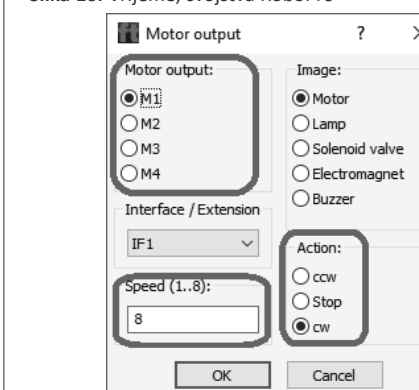 Motor output ?
Motor output:
M1
M2
M3
M4
Interface / Extension
IF1
Speed (1..8):
8
Image:
Motor
Lamp
Solenoid valve
Electromagnet
Buzzer
Action:
ccw
Stop
cw
OK Cancel